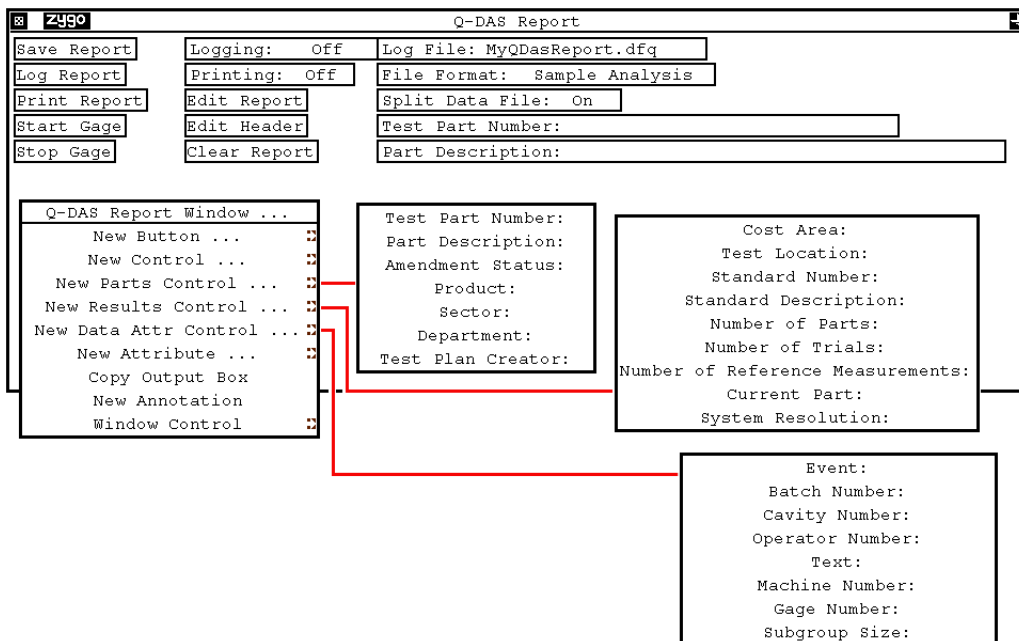 zygo Q-DAS Report
Save Report Logging: Off Log File: MyQDasReport.dfq
Log Report Printing: Off File Format: Sample Analysis
Print Report Edit Report Split Data File: On
Start Gage Edit Header Test Part Number:
Stop Gage Clear Report Part Description:
Q-DAS Report Window ...
New Button ...
New Control ...
New Parts Control ...
New Results Control ...
New Data Attr Control ...
New Attribute ...
Copy Output Box
New Annotation
Window Control
Test Part Number:
Part Description:
Amendment Status:
Product:
Sector:
Department:
Test Plan Creator:
Cost Area:
Test Location:
Standard Number:
Standard Description:
Number of Parts:
Number of Trials:
Number of Reference Measurements:
Current Part:
System Resolution:
Event:
Batch Number:
Cavity Number:
Operator Number:
Text:
Machine Number:
Gage Number:
Subgroup Size: